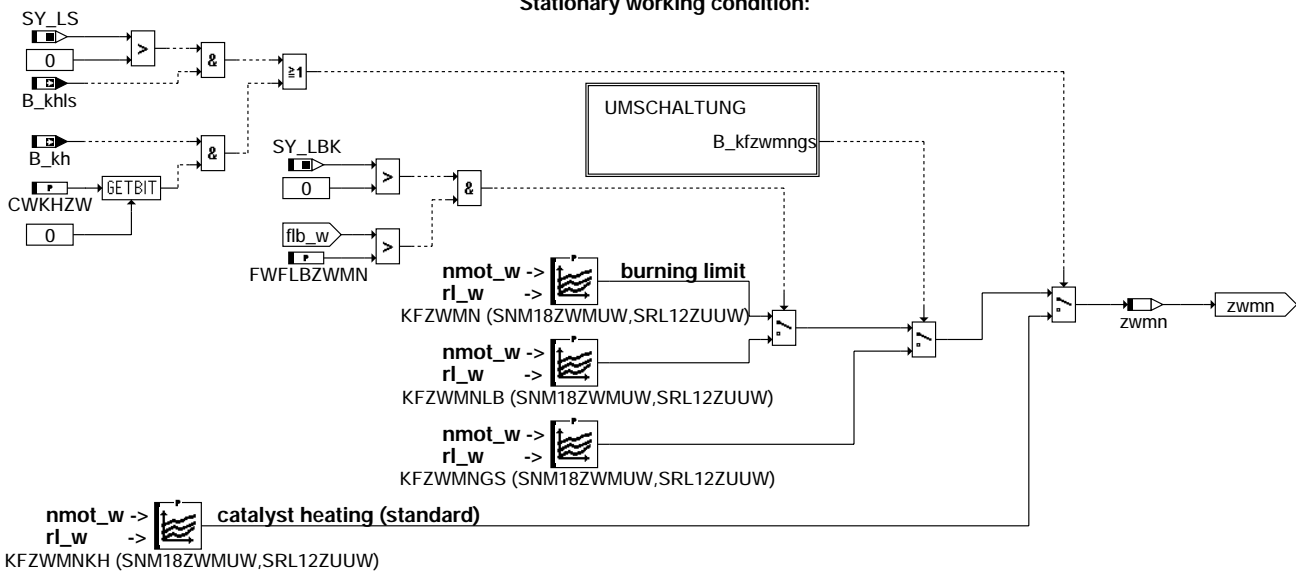 Stationary working condition:
SY_LS
>
0
&
≥1
B_khls
UMSCHALTUNG
B_kfzwmngs
B_kh
&
SY_LBK
>
0
&
P
GETBIT
CWKHZW
0
flb_w
>
P
FWFLBZWMN
P
nmot_w -> burning limit
rl_w ->
KFZWMN (SNM18ZWMUW,SRL12ZUUW)
zwmn
zwmn
P
nmot_w ->
rl_w ->
KFZWMNLB (SNM18ZWMUW,SRL12ZUUW)
P
nmot_w ->
rl_w ->
KFZWMNGS (SNM18ZWMUW,SRL12ZUUW)
P
nmot_w -> catalyst heating (standard)
rl_w ->
KFZWMNKH (SNM18ZWMUW,SRL12ZUUW)